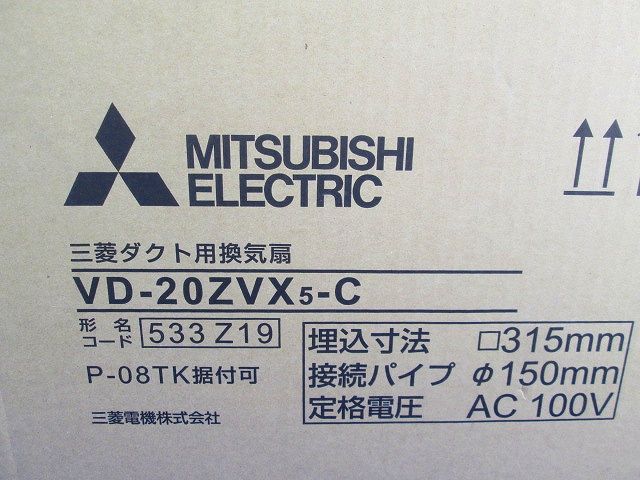 MITSUBISHI
ELECTRIC
三菱ダクト用換気扇
VD-20ZVX5-C
形名
コード 533 Z19
P-08TK据付可
三菱電機株式会社
埋込寸法 □315mm
接続パイプ φ150mm
定格電圧 AC 100V